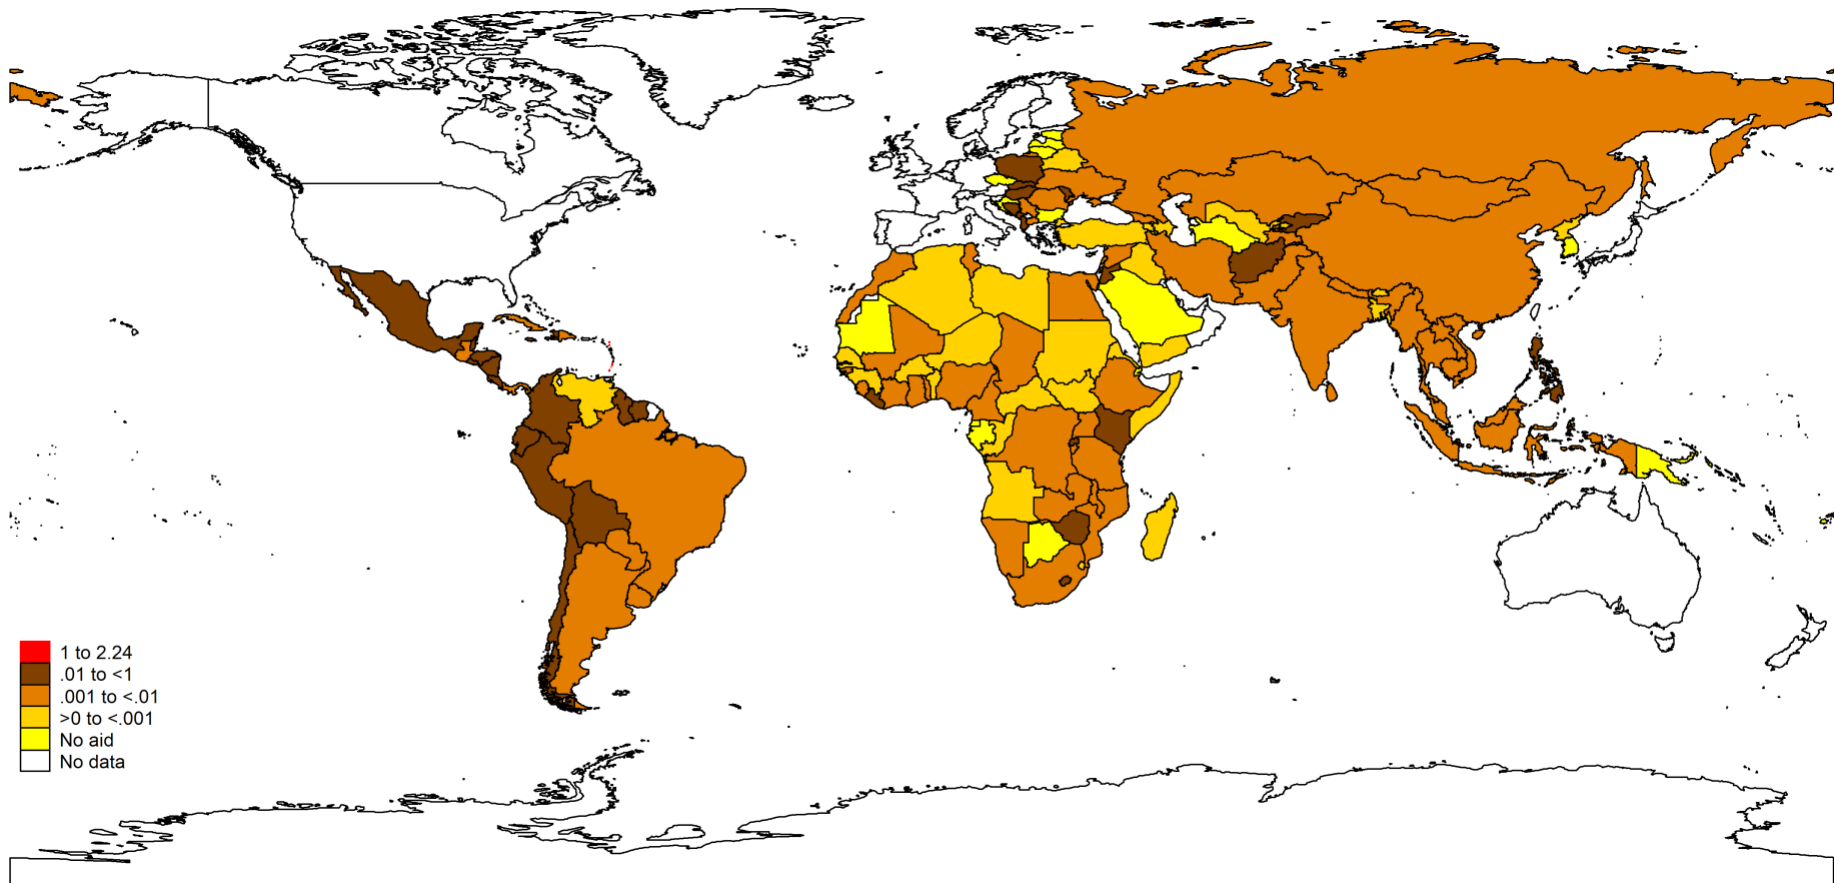 1 to 2.24
.01 to <1
.001 to <.01
>0 to <.001
No aid
No data